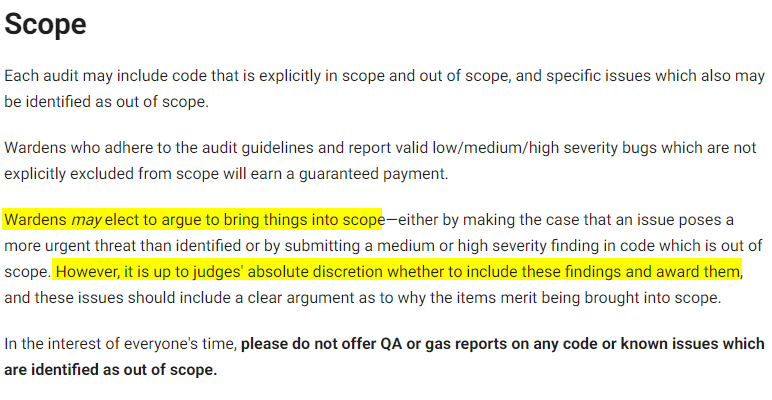 Scope
Each audit may include code that is explicitly in scope and out of scope, and specific issues which also may
be identified as out of scope.
Wardens who adhere to the audit guidelines and report valid low/medium/high severity bugs which are not
explicitly excluded from scope will earn a guaranteed payment.
Wardens may elect to argue to bring things into scope—either by making the case that an issue poses a
more urgent threat than identified or by submitting a medium or high severity finding in code which is out of
scope. However, it is up to judges' absolute discretion whether to include these findings and award them,
and these issues should include a clear argument as to why the items merit being brought into scope.
In the interest of everyone's time, please do not offer QA or gas reports on any code or known issues which
are identified as out of scope.